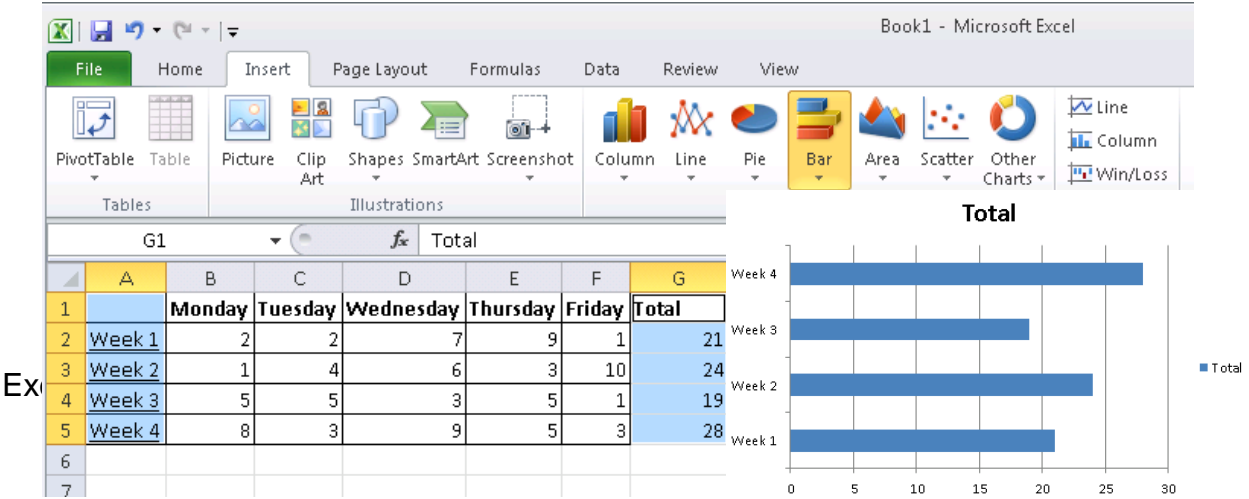 Book1 - Microsoft Excel
File Home Insert Page Layout Formulas Data Review View
PivotTable Table Picture Clip Art Shapes SmartArt Screenshot Column Line Pie Bar Area Scatter Other Charts
Line
Column
Win/Loss
Tables Illustrations
G1 fx Total
A B C D E F G
1 Monday Tuesday Wednesday Thursday Friday Total
2 Week 1 2 2 7 9 1 21
3 Week 2 1 4 6 3 10 24
4 Week 3 5 5 3 5 1 19
5 Week 4 8 3 9 5 3 28
6
7
Total
Week 4
Week 3
Week 2
Week 1
0 5 10 15 20 25 30
Total